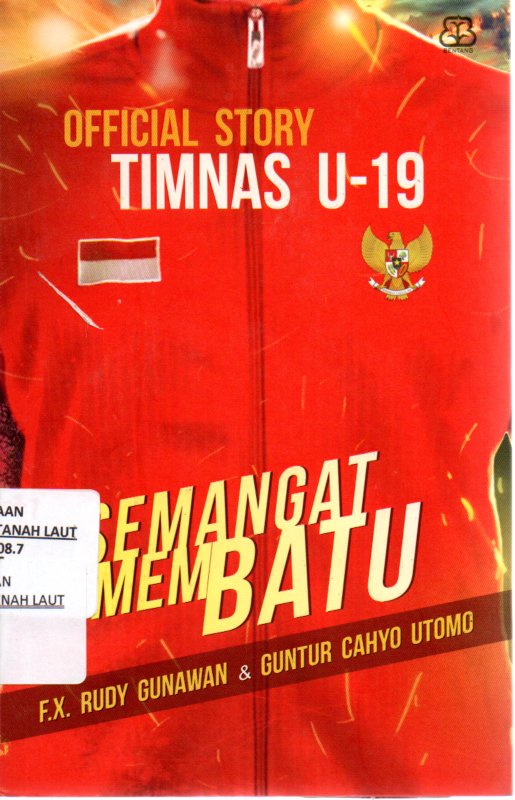 BENTANG
OFFICIAL STORY
TIMNAS U-19
SEMANGAT
MEMBATU
AAN
TANAH LAUT
08.7
T
AN
ENAH LAUT
F.X. RUDY GUNAWAN & GUNTUR CAHYO UTOMO